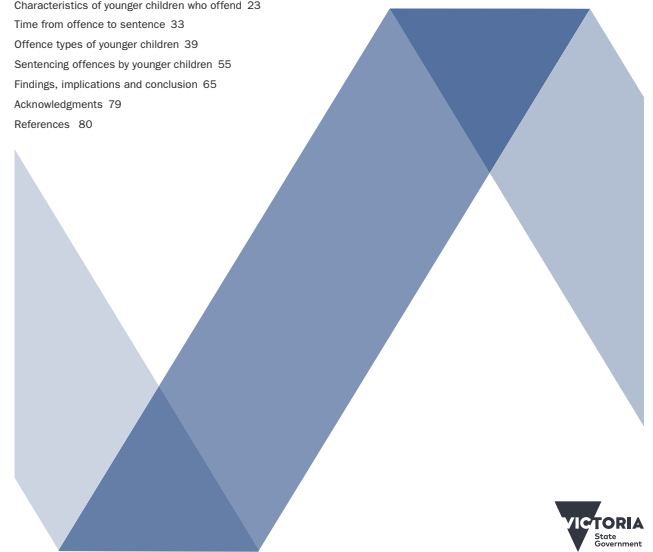 Characteristics of younger children who offend 23
Time from offence to sentence 33
Offence types of younger children 39
Sentencing offences by younger children 55
Findings, implications and conclusion 65
Acknowledgments 79
References 80
VICTORIA
State
Government